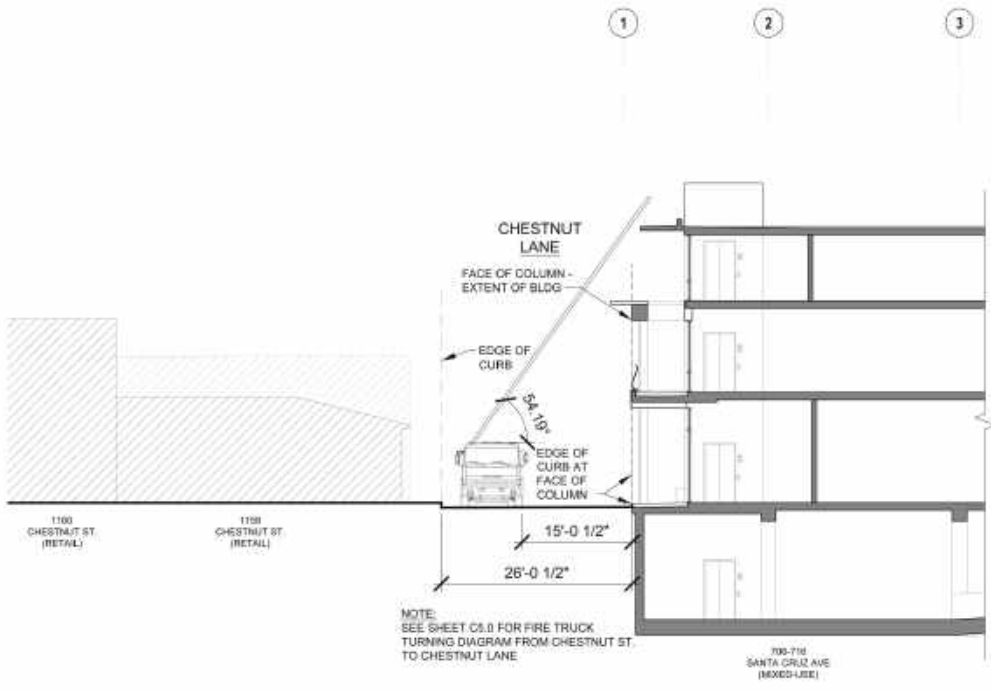 1
2
3
CHESTNUT
LANE
FACE OF COLUMN -
EXTENT OF BLDG
EDGE OF
CURB
54.19°
EDGE OF
CURB AT
FACE OF
COLUMN
1160
CHESTNUT ST.
(RETAIL)
CHESTNUT ST.
(RETAIL)
15'-0 1/2"
26'-0 1/2"
NOTE:
SEE SHEET C5.0 FOR FIRE TRUCK
TURNING DIAGRAM FROM CHESTNUT ST.
TO CHESTNUT LANE
706-716
SANTA CRUZ AVE
(MIXED-USE)